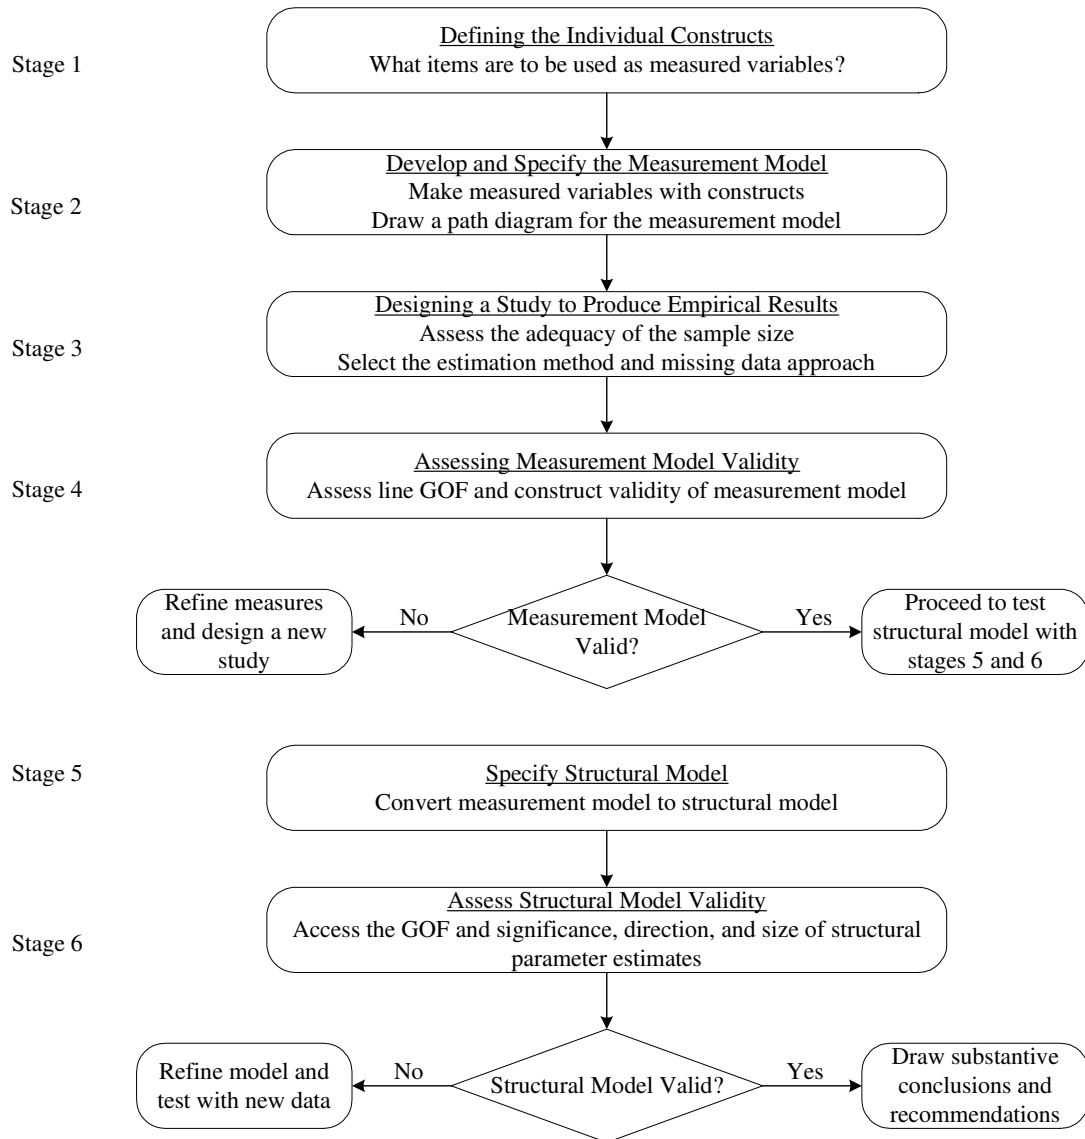 Defining the Individual Constructs
Stage 1
What items are to be used as measured variables?
Develop and Specify the Measurement Model
Make measured variables with constructs
Stage 2
Draw a path diagram for the measurement model
Designing a Study to Produce Empirical Results
Assess the adequacy of the sample size
Stage 3
Select the estimation method and missing data approach
Assessing Measurement Model Validity
Stage 4
Assess line GOF and construct validity of measurement model
Refine measures
and design a new
study
No
Measurement Model
Valid?
Yes
Proceed to test
structural model with
stages 5 and 6
Stage 5
Specify Structural Model
Convert measurement model to structural model
Assess Structural Model Validity
Stage 6
Access the GOF and significance, direction, and size of structural
parameter estimates
Refine model and
test with new data
No
Structural Model Valid?
Yes
Draw substantive
conclusions and
recommendations